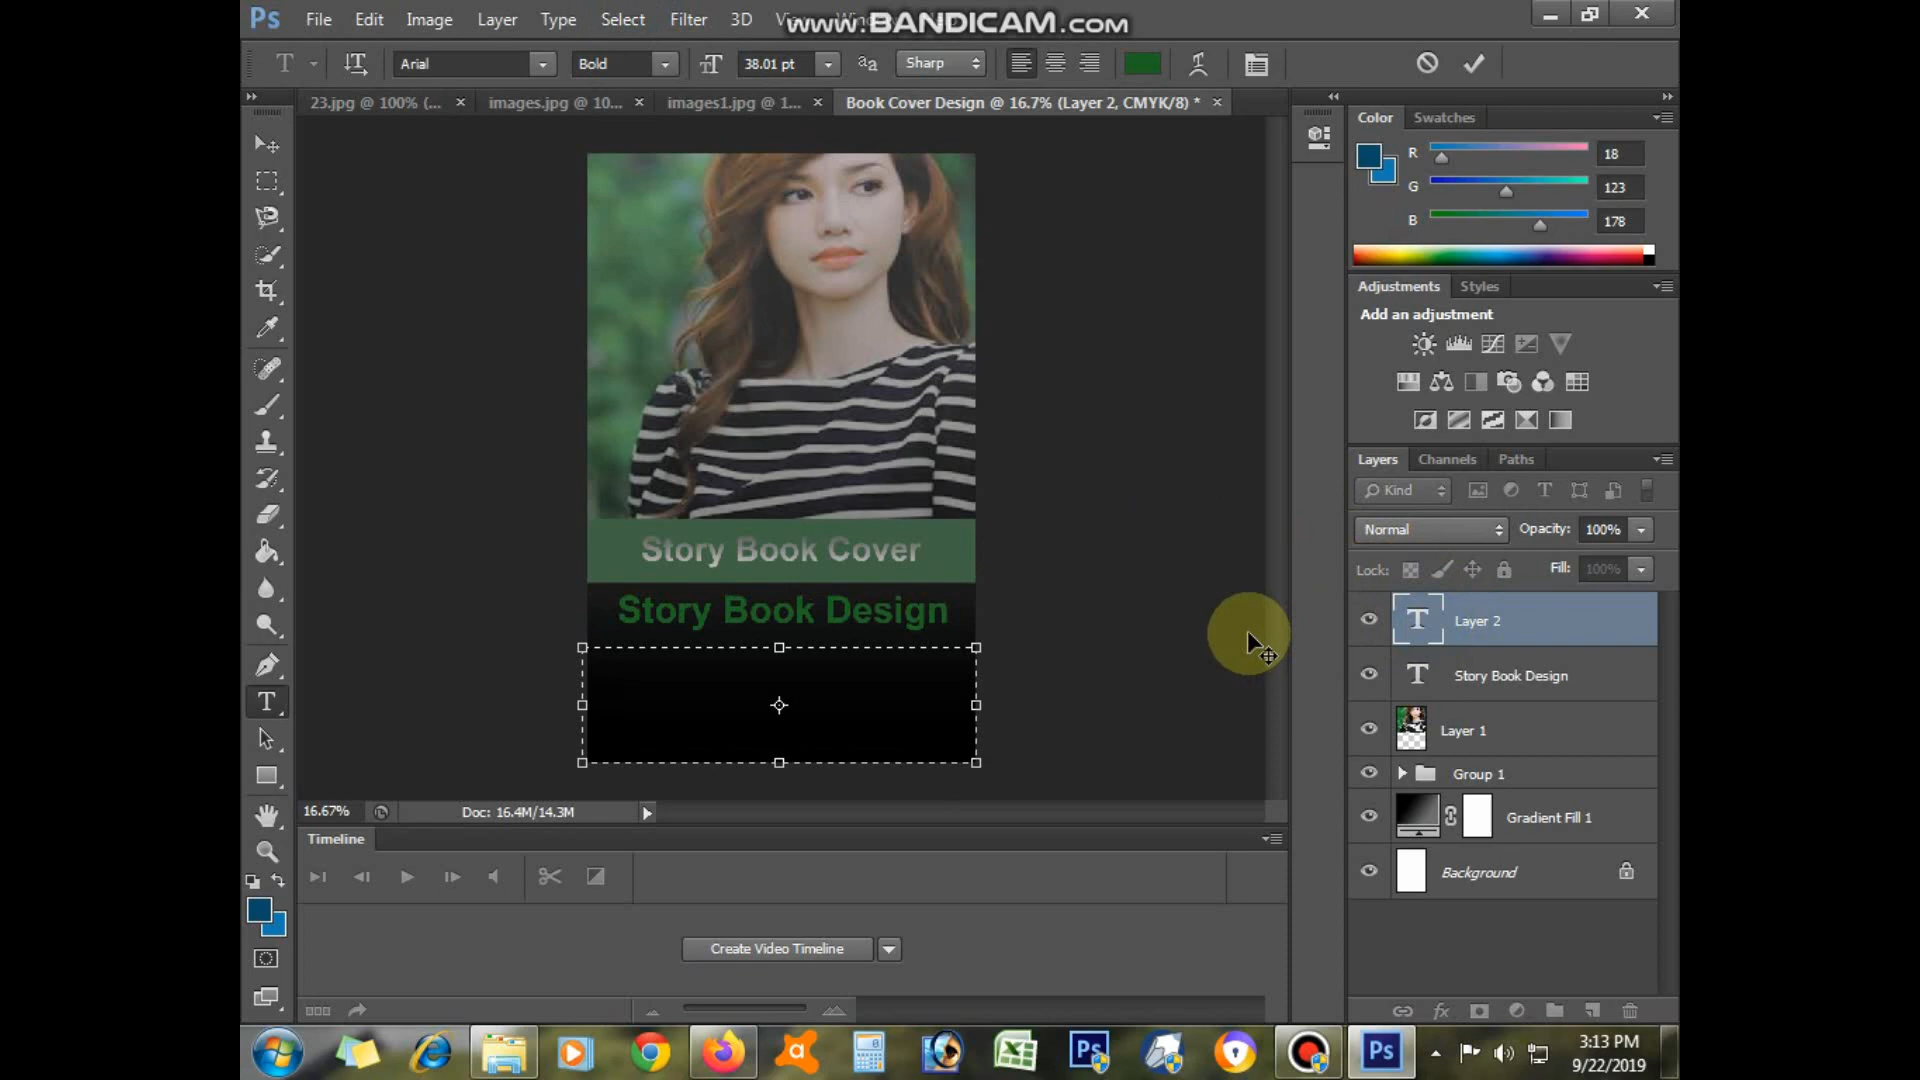 Ps File Edit Image Layer Type Select Filter 3D
www.BANDICAM.com
T Arial Bold 38.01 pt aa Sharp
23.jpg @ 100% (... × images.jpg @ 10... × images1.jpg @ 1... × Book Cover Design @ 16.7% (Layer 2, CMYK/8) * ×
Color Swatches
R 18
G 123
B 178
Adjustments Styles
Add an adjustment
Layers Channels Paths
Kind
Normal Opacity: 100%
Lock: Fill: 100%
Layer 2
Story Book Design
Layer 1
Group 1
Gradient Fill 1
Background
Story Book Cover
Story Book Design
16.67% Doc: 16.4M/14.3M
Timeline
Create Video Timeline
3:13 PM
9/22/2019